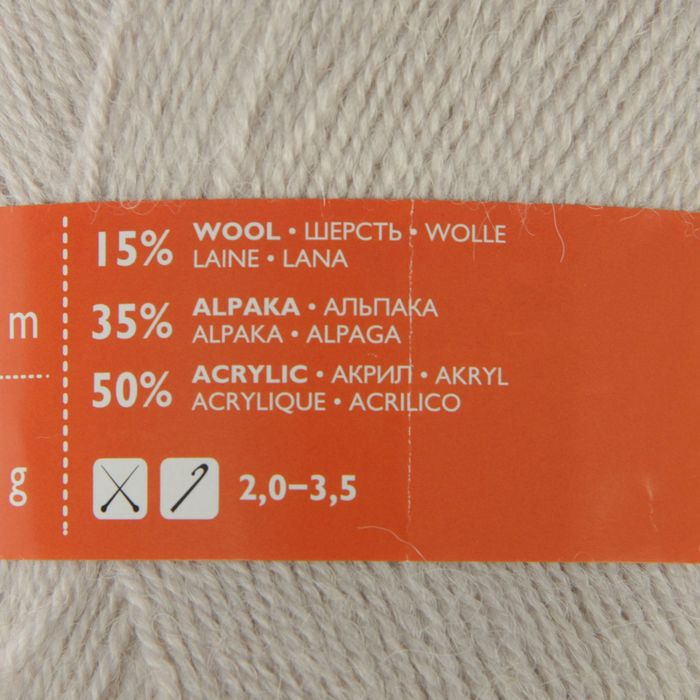 15% WOOL • ШЕРСТЬ • WOLLE
LAINE • LANA
m
35% ALPAKA • АЛЬПАКА
ALPAKA • ALPAGA
50% ACRYLIC • АКРИЛ • AKRYL
ACRYLIQUE • ACRILICO
g
2,0–3,5